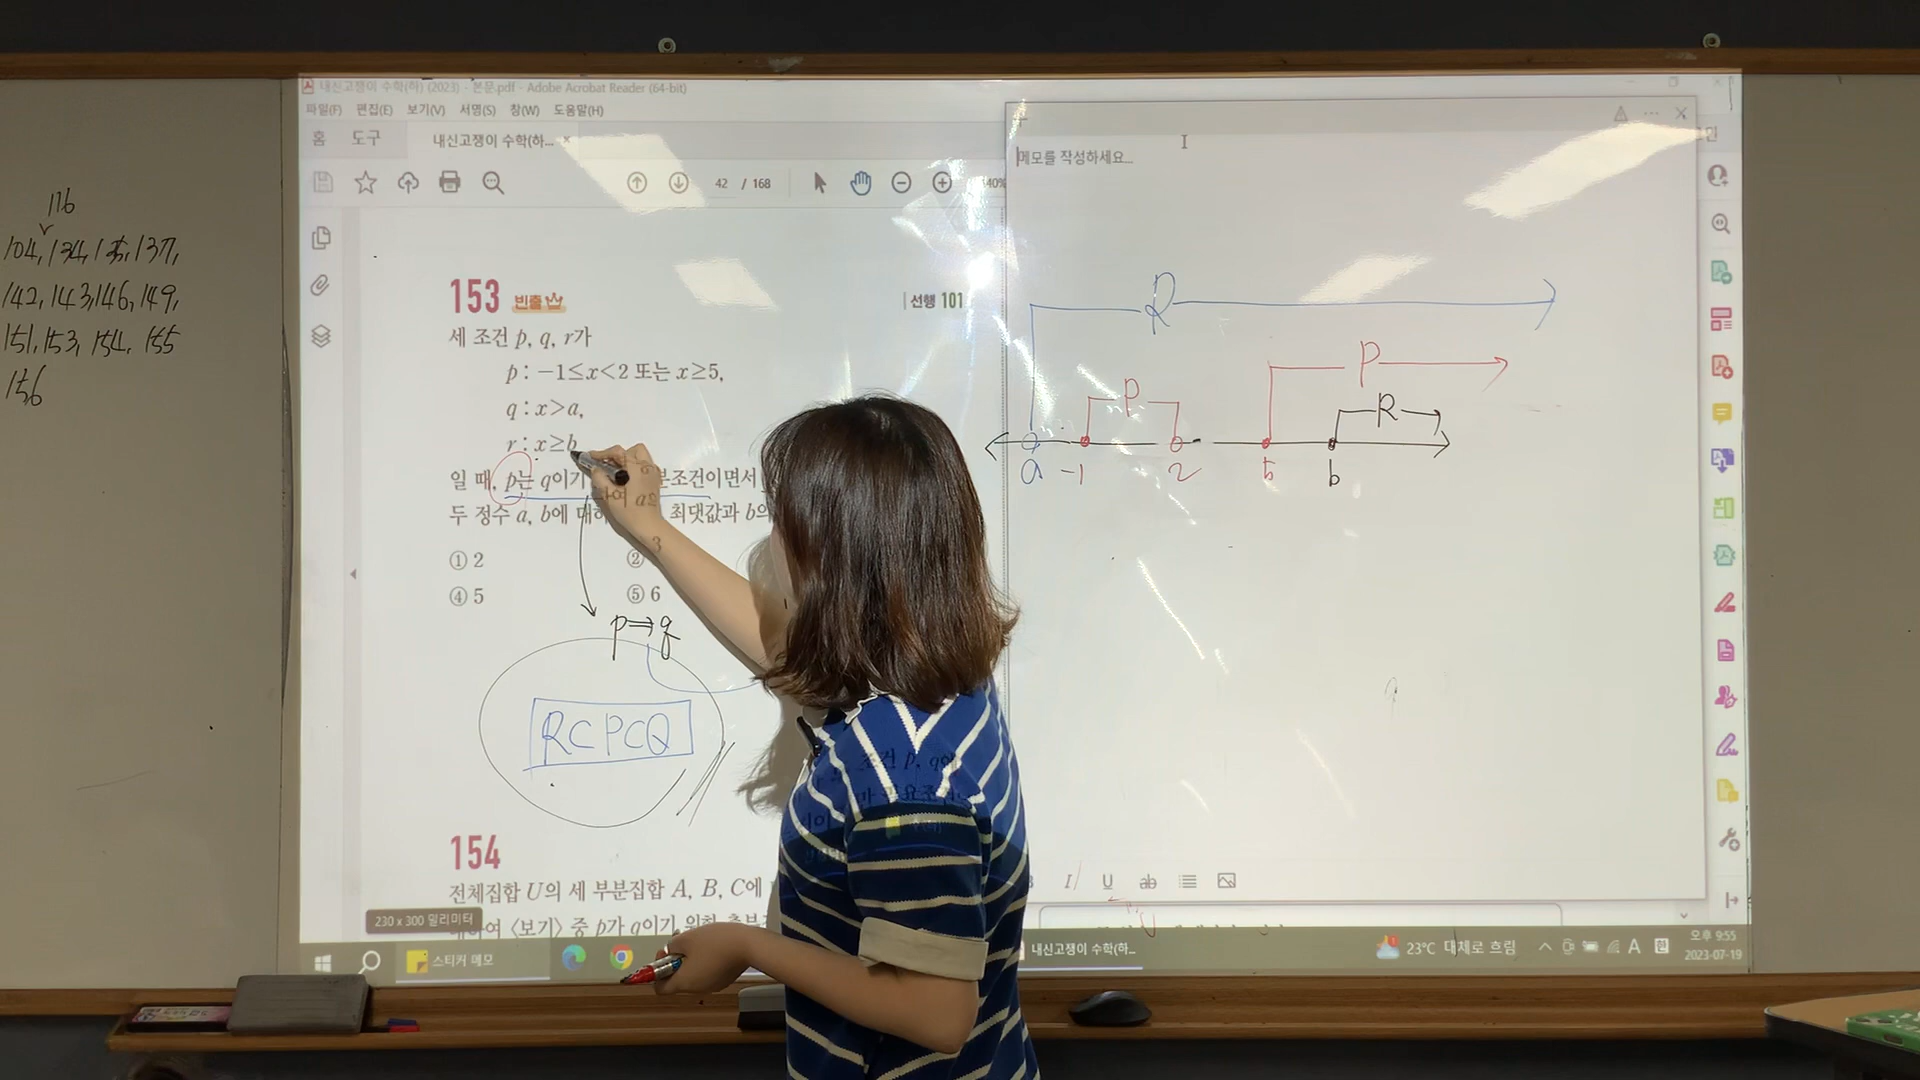 내신고쟁이 수학(하) (2023) - 본문.pdf - Adobe Acrobat Reader (64-bit)
파일(F) 편집(E) 보기(V) 서명(S) 창(W) 도움말(H)
홈 도구 내신고쟁이 수학(하... ×
42 / 168
메모를 작성하세요...
116
104, 134, 136, 137,
142, 143, 146, 149,
151, 153, 154, 155
156
153 빈출 선행 101
세 조건 p, q, r가
p : −1≤x<2 또는 x≥5,
q : x>a,
r : x≥b
일 때, p는 q이기 분조건이면서
두 정수 a, b에 대하여 최댓값과 b의
① 2 ② 3
④ 5 ⑤ 6
p ⇒ q
R⊂P⊂Q
R
P
P
R
a -1 2 5 b
154
전체집합 U의 세 부분집합 A, B, C에
대하여 <보기> 중 p가 q이기 위한 충분
230 x 300 밀리미터
스티커 메모
내신고쟁이 수학(하...
23°C 대체로 흐림
A
오후 9:55
2023-07-19